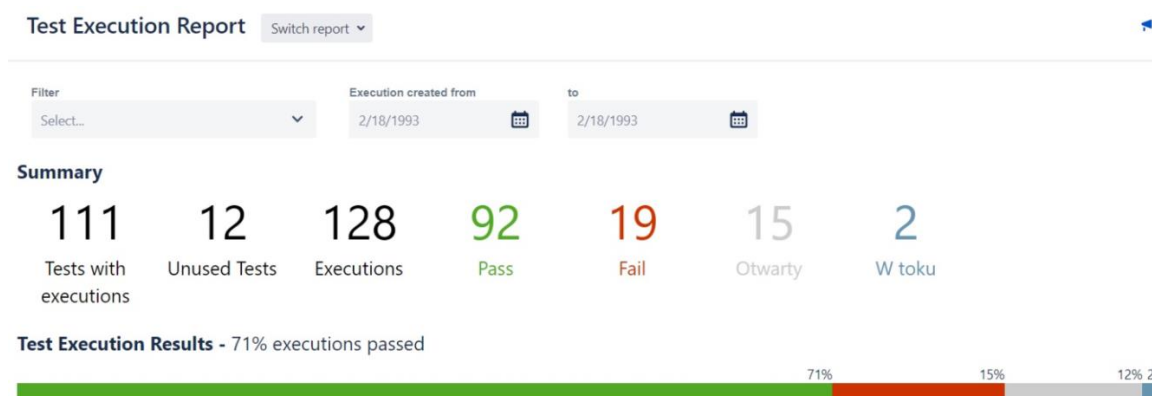 Test Execution Report Switch report
Filter Execution created from to
Select... 2/18/1993 2/18/1993
Summary
111 12 128 92 19 15 2
Tests with executions Unused Tests Executions Pass Fail Otwarty W toku
Test Execution Results - 71% executions passed
71% 15% 12% 2